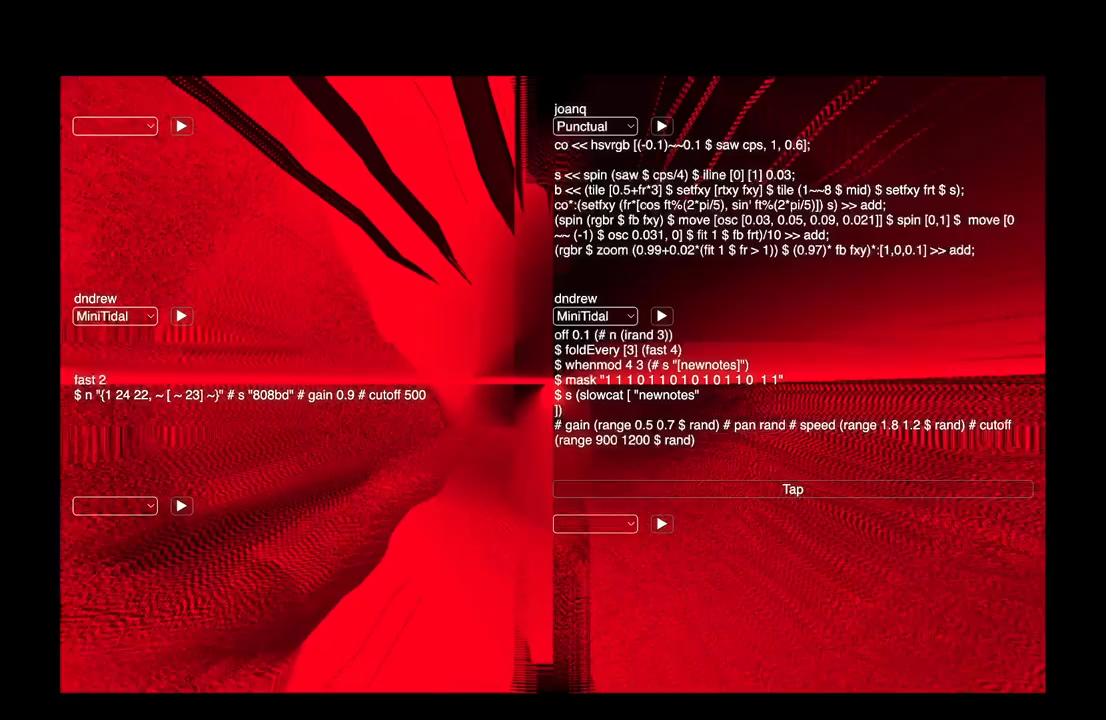 joanq
Punctual
co << hsvrgb [(-0.1)~~0.1 $ saw cps, 1, 0.6];
s << spin (saw $ cps/4) $ iline [0] [1] 0.03;
b << (tile [0.5+fr*3] $ setfxy [rtxy fxy] $ tile (1~~8 $ mid) $ setfxy frt $ s);
co*:(setfxy (fr*[cos ft%(2*pi/5), sin' ft%(2*pi/5)]) s) >> add;
(spin (rgbr $ fb fxy) $ move [osc [0.03, 0.05, 0.09, 0.021]] $ spin [0,1] $  move [0
~~ (-1) $ osc 0.031, 0] $ fit 1 $ fb frt)/10 >> add;
(rgbr $ zoom (0.99+0.02*(fit 1 $ fr > 1)) $ (0.97)* fb fxy)*:[1,0,0.1] >> add;
dndrew
MiniTidal
fast 2
$ n "{1 24 22, ~ [ ~ 23] ~}" # s "808bd" # gain 0.9 # cutoff 500
dndrew
MiniTidal
off 0.1 (# n (irand 3))
$ foldEvery [3] (fast 4)
$ whenmod 4 3 (# s "[newnotes]")
$ mask "1 1 1 0 1 1 0 1 0 1 0 1 1 0  1 1"
$ s (slowcat [ "newnotes"
])
# gain (range 0.5 0.7 $ rand) # pan rand # speed (range 1.8 1.2 $ rand) # cutoff
(range 900 1200 $ rand)
Tap